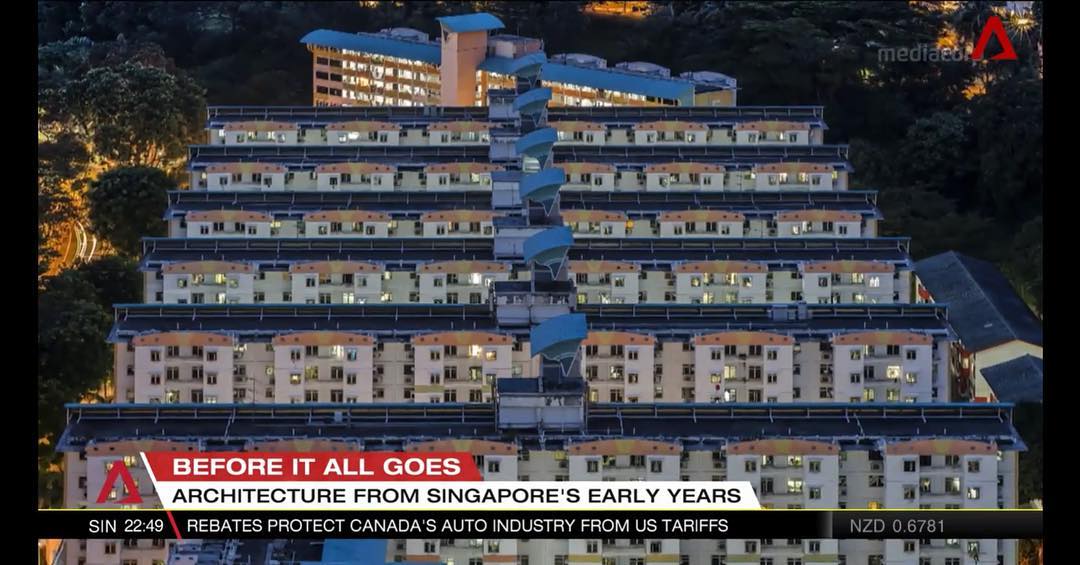 BEFORE IT ALL GOES
ARCHITECTURE FROM SINGAPORE'S EARLY YEARS
SIN 22:49 REBATES PROTECT CANADA'S AUTO INDUSTRY FROM US TARIFFS NZD 0.6781